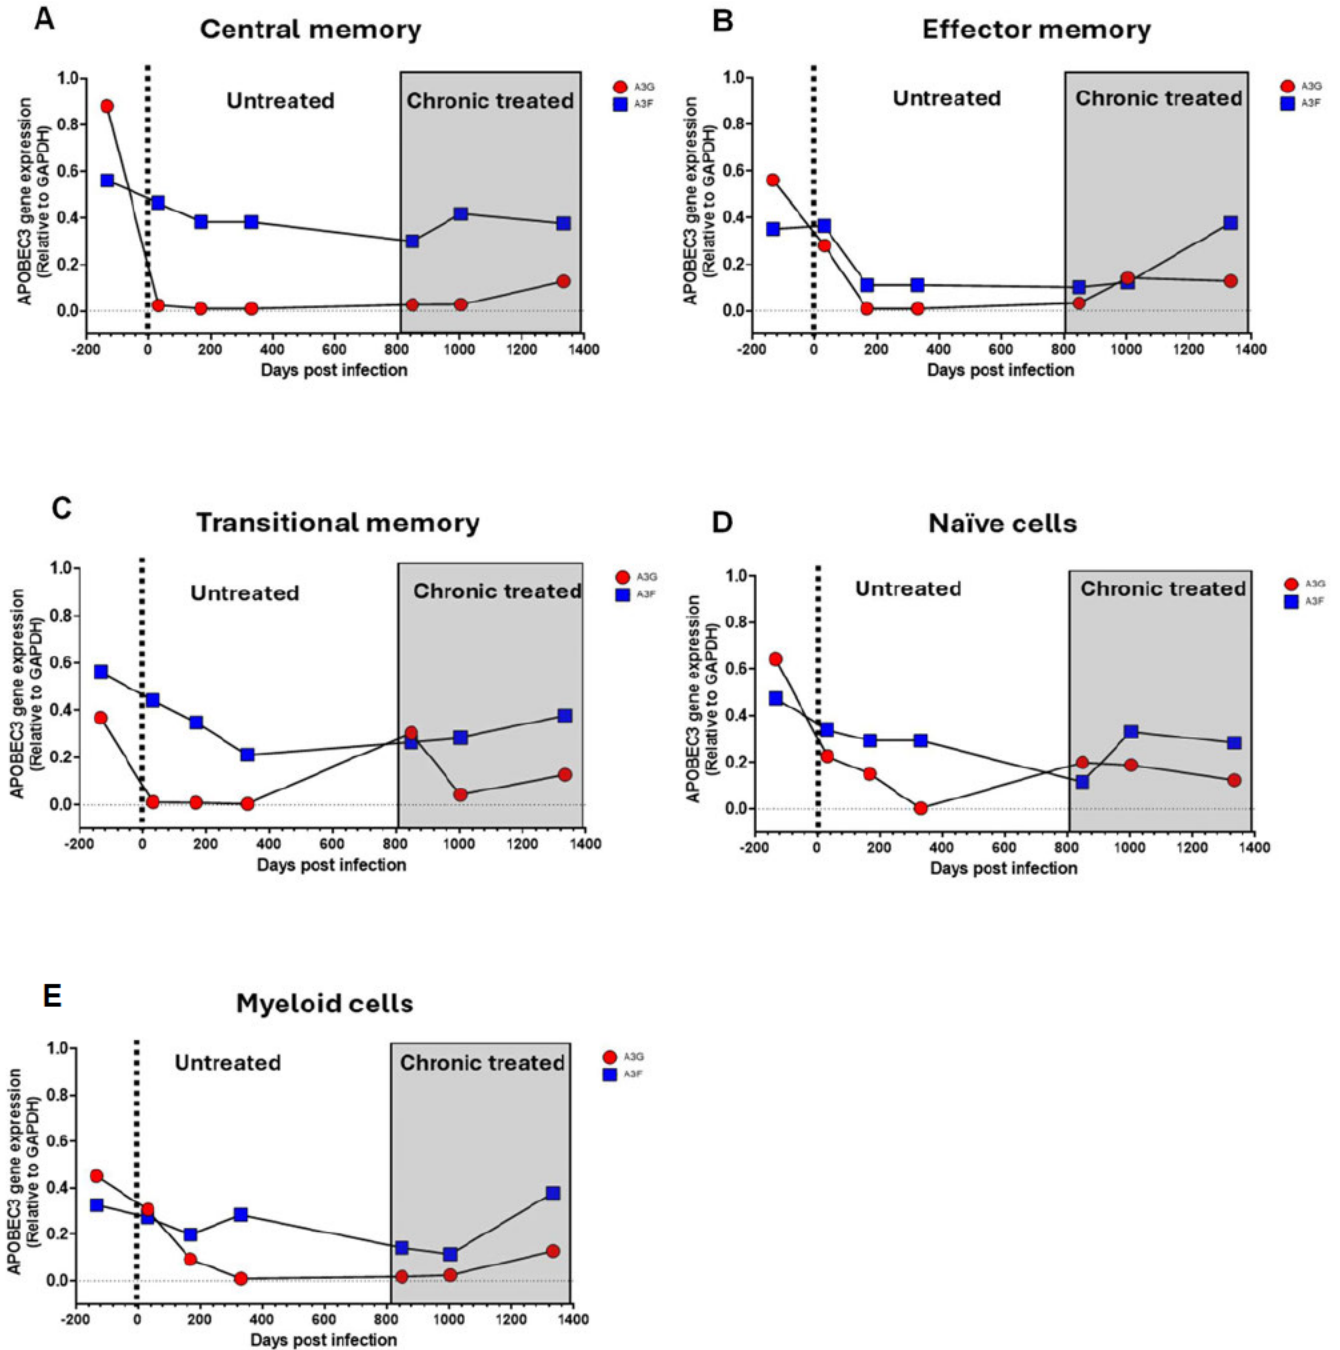 A
Central memory
1.0
0.8
0.6
0.4
0.2
0.0
APOBEC3 gene expression
(Relative to GAPDH)
Untreated
Chronic treated
A3G
A3F
-200 0 200 400 600 800 1000 1200 1400
Days post infection
B
Effector memory
1.0
0.8
0.6
0.4
0.2
0.0
APOBEC3 gene expression
(Relative to GAPDH)
Untreated
Chronic treated
A3G
A3F
-200 0 200 400 600 800 1000 1200 1400
Days post infection
C
Transitional memory
1.0
0.8
0.6
0.4
0.2
0.0
APOBEC3 gene expression
(Relative to GAPDH)
Untreated
Chronic treated
A3G
A3F
-200 0 200 400 600 800 1000 1200 1400
Days post infection
D
Naïve cells
1.0
0.8
0.6
0.4
0.2
0.0
APOBEC3 gene expression
(Relative to GAPDH)
Untreated
Chronic treated
A3G
A3F
-200 0 200 400 600 800 1000 1200 1400
Days post infection
E
Myeloid cells
1.0
0.8
0.6
0.4
0.2
0.0
APOBEC3 gene expression
(Relative to GAPDH)
Untreated
Chronic treated
A3G
A3F
-200 0 200 400 600 800 1000 1200 1400
Days post infection